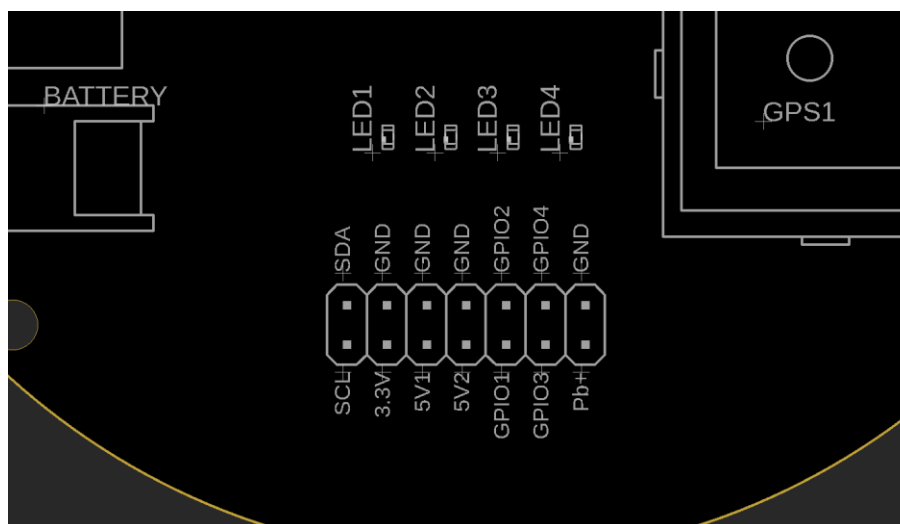 BATTERY
LED1
LED2
LED3
LED4
GPS1
SDA
GND
GND
GND
GPIO2
GPIO4
GND
SCL
3.3V
5V1
5V2
GPIO1
GPIO3
Pb+